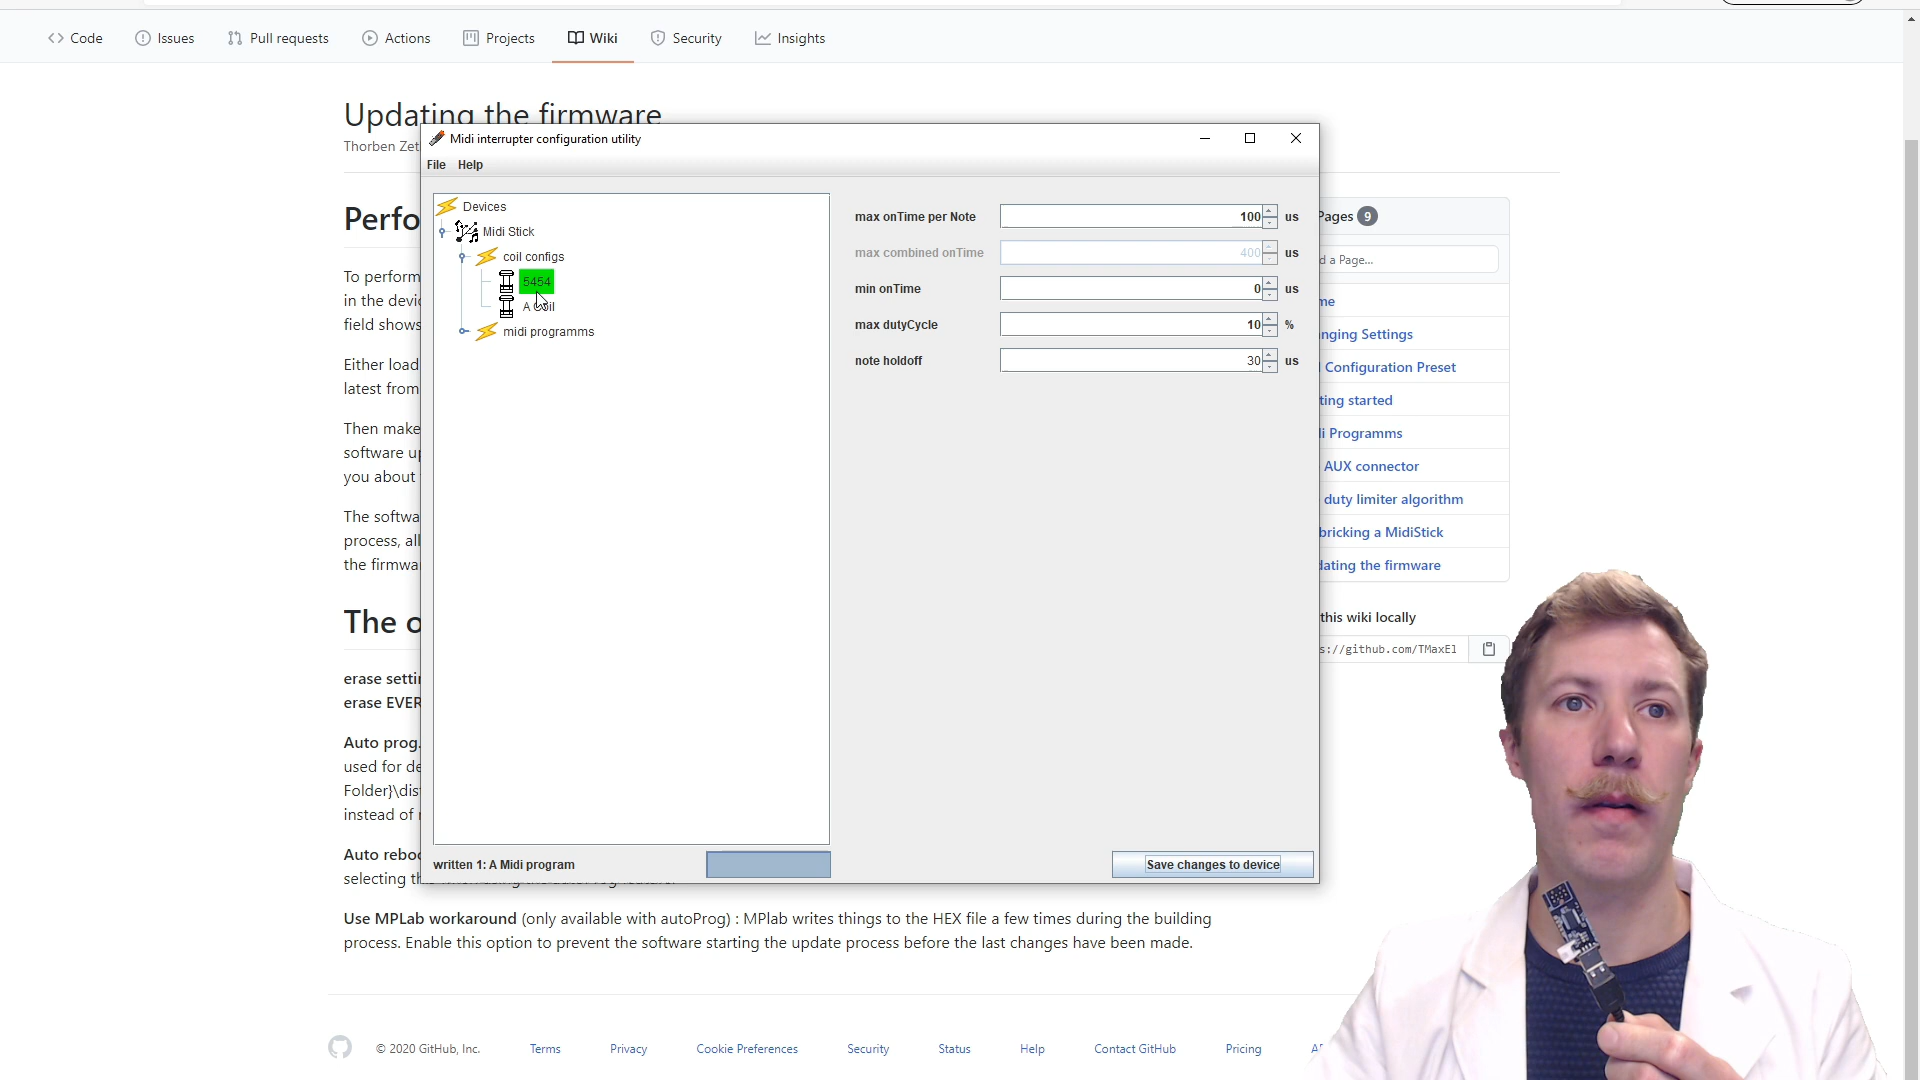 Code
Issues
Pull requests
Actions
Projects
Wiki
Security
Insights
Updating the firmware
Thorben Zet
Perfo
To perform
in the devi
field shows
Either load
latest from
Then make
software up
you about
The softwa
process, all
the firmwa
The o
erase setti
erase EVER
Auto prog.
used for de
Folder}\dis
instead of
Auto reboo
selecting th
Use MPLab workaround (only available with autoProg) : MPlab writes things to the HEX file a few times during the building
process. Enable this option to prevent the software starting the update process before the last changes have been made.
Midi interrupter configuration utility
File Help
Devices
Midi Stick
coil configs
5454
A Coil
midi programms
max onTime per Note 100 us
max combined onTime 400 us
min onTime 0 us
max dutyCycle 10 %
note holdoff 30 us
written 1: A Midi program
Save changes to device
Pages 9
d a Page...
me
nging Settings
l Configuration Preset
ting started
li Programms
AUX connector
duty limiter algorithm
bricking a MidiStick
dating the firmware
this wiki locally
s://github.com/TMaxEl
© 2020 GitHub, Inc.
Terms
Privacy
Cookie Preferences
Security
Status
Help
Contact GitHub
Pricing